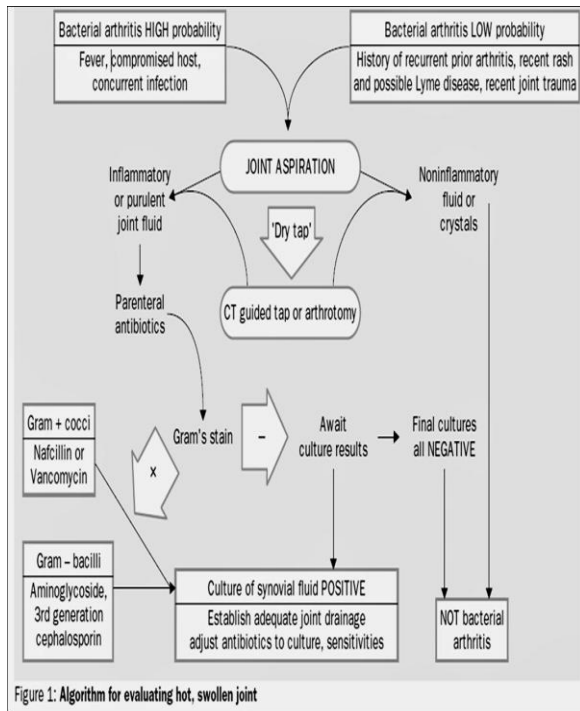 Bacterial arthritis HIGH probability
Fever, compromised host,
concurrent infection
Bacterial arthritis LOW probability
History of recurrent prior arthritis, recent rash
and possible Lyme disease, recent joint trauma
JOINT ASPIRATION
Inflammatory
or purulent
joint fluid
Noninflammatory
fluid or
crystals
'Dry tap'
Parenteral
antibiotics
CT guided tap or arthrotomy
Gram + cocci
Nafcillin or
Vancomycin
Gram's stain
–
x
Await
culture results
Final cultures
all NEGATIVE
Gram – bacilli
Aminoglycoside,
3rd generation
cephalosporin
Culture of synovial fluid POSITIVE
Establish adequate joint drainage
adjust antibiotics to culture, sensitivities
NOT bacterial
arthritis
Figure 1: Algorithm for evaluating hot, swollen joint